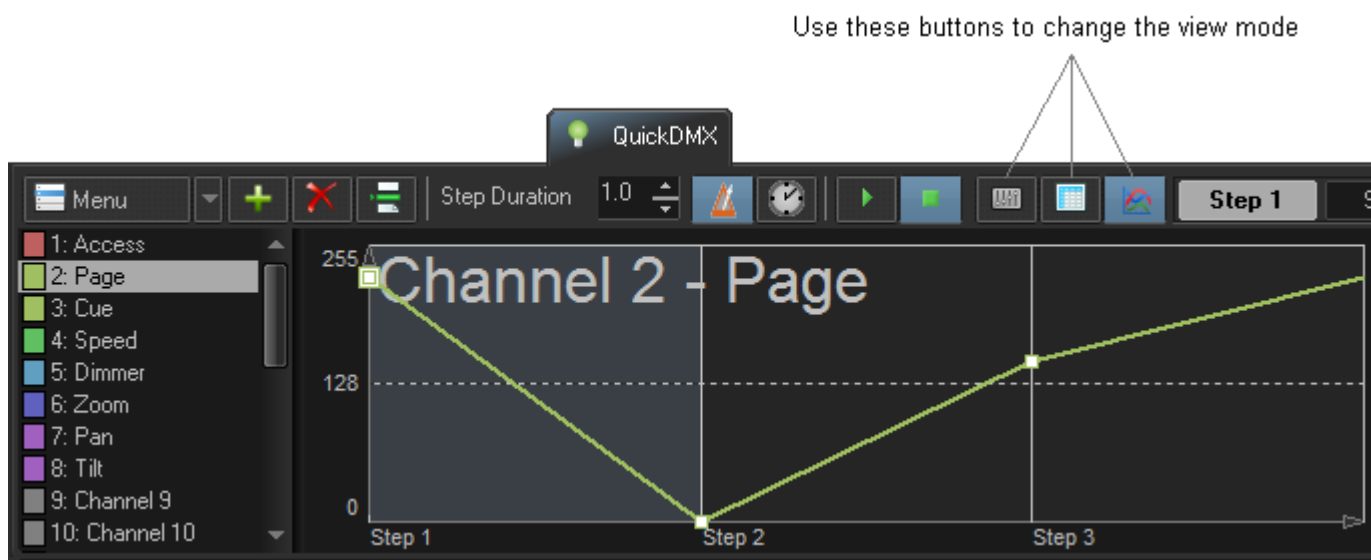 Use these buttons to change the view mode
QuickDMX
Menu
Step Duration
1.0
Step 1
1: Access
2: Page
3: Cue
4: Speed
5: Dimmer
6: Zoom
7: Pan
8: Tilt
9: Channel 9
10: Channel 10
255
Channel 2 - Page
128
0
Step 1
Step 2
Step 3